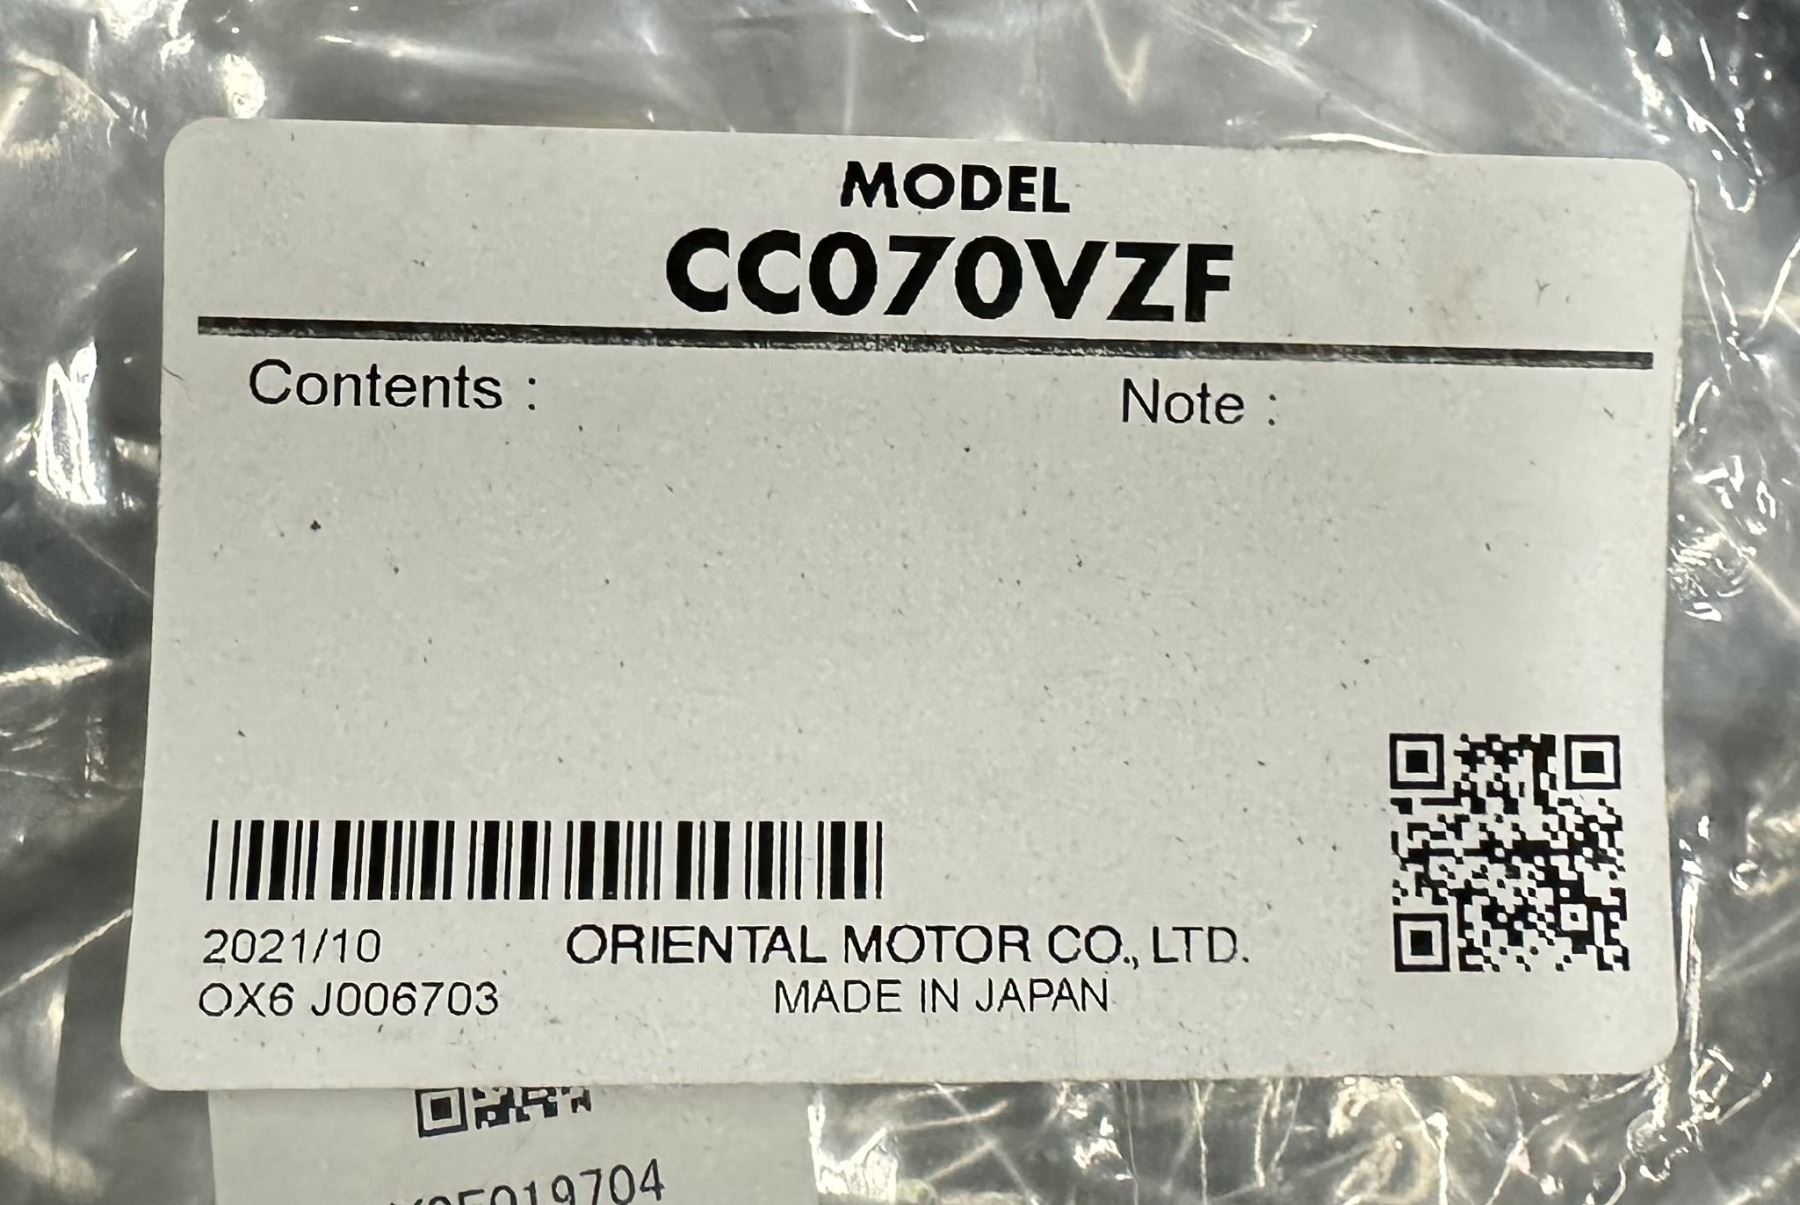 MODEL
CC070VZF
Contents :
Note :
2021/10
OX6 J006703
ORIENTAL MOTOR CO., LTD.
MADE IN JAPAN